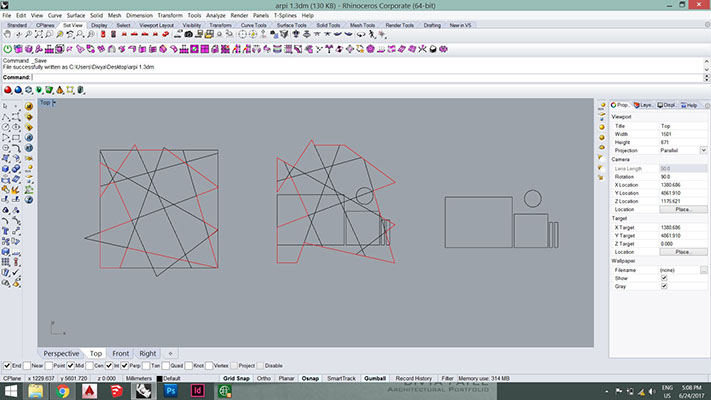 arpi 1.3dm (130 KB) - Rhinoceros Corporate (64-bit)
File Edit View Curve Surface Solid Mesh Dimension Transform Tools Analyze Render Panels T-Splines Help
Standard CPlanes Set View Display Select Viewport Layout Visibility Transform Curve Tools Surface Tools Solid Tools Mesh Tools Render Tools Drafting New in V5
Command: _Save
File successfully written as C:\Users\Divya\Desktop\arpi 1.3dm
Command:
Top
Prop.. Laye.. Displ.. Help
Viewport
Title Top
Width 1501
Height 671
Projection Parallel
Camera
Lens Length 50.0
Rotation 90.0
X Location 1380.686
Y Location 4861.910
Z Location 1176.621
Location Place...
Target
X Target 1380.686
Y Target 4861.910
Z Target 0.000
Location Place...
Wallpaper
Filename (none)
Show
Gray
y
x
Perspective Top Front Right
End Near Point Mid Cen Int Perp Tan Quad Knot Vertex Project Disable
CPlane x 1229.637 y 5601.720 z 0.000 Millimeters Default Grid Snap Ortho Planar Osnap SmartTrack Gumball Record History Filter Memory use: 314 MB
Architectural Portfolio
ENG 5:08 PM
US 6/24/2017